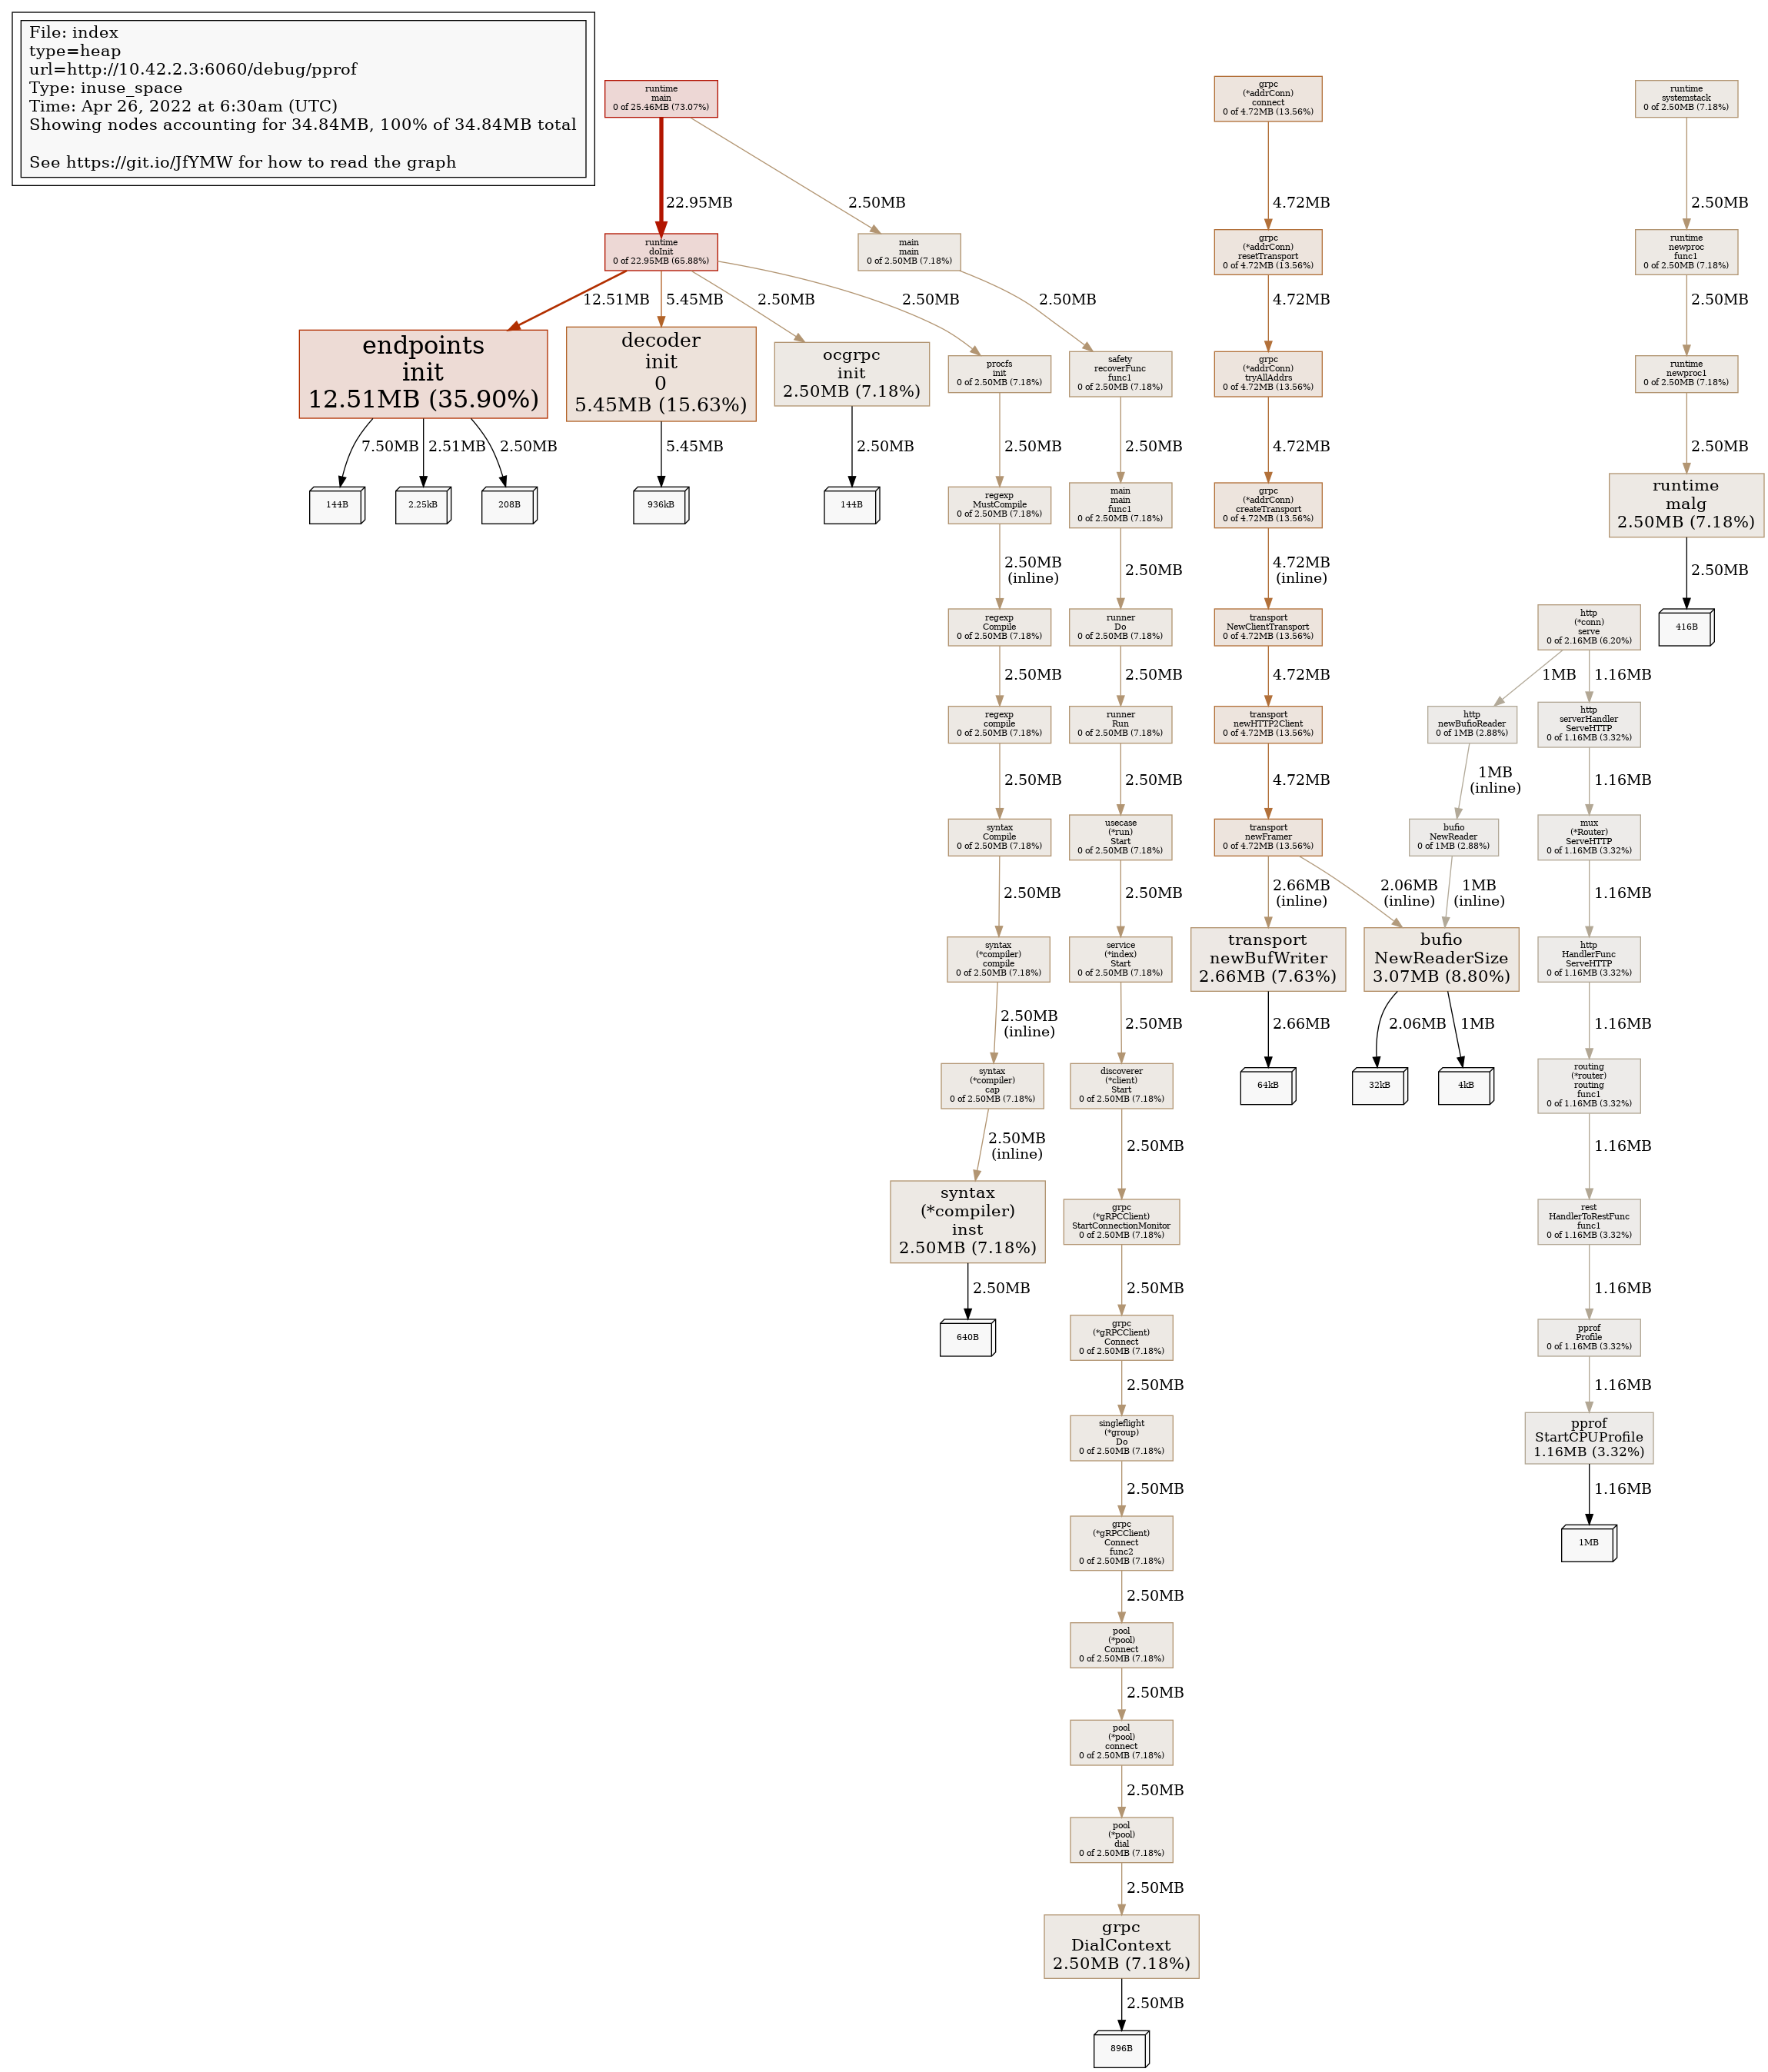 File: index
type=heap
url=http://10.42.2.3:6060/debug/pprof
Type: inuse_space
Time: Apr 26, 2022 at 6:30am (UTC)
Showing nodes accounting for 34.84MB, 100% of 34.84MB total
See https://git.io/JfYMW for how to read the graph
runtime
main
0 of 25.46MB (73.07%)
grpc
(*addrConn)
connect
0 of 4.72MB (13.56%)
runtime
systemstack
0 of 2.50MB (7.18%)
22.95MB
2.50MB
4.72MB
2.50MB
runtime
doInit
0 of 22.95MB (65.88%)
main
main
0 of 2.50MB (7.18%)
grpc
(*addrConn)
resetTransport
0 of 4.72MB (13.56%)
runtime
newproc
func1
0 of 2.50MB (7.18%)
12.51MB
5.45MB
2.50MB
2.50MB
2.50MB
4.72MB
2.50MB
endpoints
init
12.51MB (35.90%)
decoder
init
0
5.45MB (15.63%)
ocgrpc
init
2.50MB (7.18%)
procfs
init
0 of 2.50MB (7.18%)
safety
recoverFunc
func1
0 of 2.50MB (7.18%)
grpc
(*addrConn)
tryAllAddrs
0 of 4.72MB (13.56%)
runtime
newproc1
0 of 2.50MB (7.18%)
7.50MB
2.51MB
2.50MB
5.45MB
2.50MB
2.50MB
2.50MB
4.72MB
2.50MB
144B
2.25kB
208B
936kB
144B
regexp
MustCompile
0 of 2.50MB (7.18%)
main
main
func1
0 of 2.50MB (7.18%)
grpc
(*addrConn)
createTransport
0 of 4.72MB (13.56%)
runtime
malg
2.50MB (7.18%)
2.50MB
(inline)
2.50MB
4.72MB
(inline)
2.50MB
regexp
Compile
0 of 2.50MB (7.18%)
runner
Do
0 of 2.50MB (7.18%)
transport
NewClientTransport
0 of 4.72MB (13.56%)
http
(*conn)
serve
0 of 2.16MB (6.20%)
416B
2.50MB
2.50MB
4.72MB
1MB
1.16MB
regexp
compile
0 of 2.50MB (7.18%)
runner
Run
0 of 2.50MB (7.18%)
transport
newHTTP2Client
0 of 4.72MB (13.56%)
http
newBufioReader
0 of 1MB (2.88%)
http
serverHandler
ServeHTTP
0 of 1.16MB (3.32%)
2.50MB
2.50MB
4.72MB
1MB
(inline)
1.16MB
syntax
Compile
0 of 2.50MB (7.18%)
usecase
(*run)
Start
0 of 2.50MB (7.18%)
transport
newFramer
0 of 4.72MB (13.56%)
bufio
NewReader
0 of 1MB (2.88%)
mux
(*Router)
ServeHTTP
0 of 1.16MB (3.32%)
2.50MB
2.50MB
2.66MB
(inline)
2.06MB
(inline)
1MB
(inline)
1.16MB
syntax
(*compiler)
compile
0 of 2.50MB (7.18%)
service
(*index)
Start
0 of 2.50MB (7.18%)
transport
newBufWriter
2.66MB (7.63%)
bufio
NewReaderSize
3.07MB (8.80%)
http
HandlerFunc
ServeHTTP
0 of 1.16MB (3.32%)
2.50MB
(inline)
2.50MB
2.66MB
2.06MB
1MB
1.16MB
syntax
(*compiler)
cap
0 of 2.50MB (7.18%)
discoverer
(*client)
Start
0 of 2.50MB (7.18%)
64kB
32kB
4kB
routing
(*router)
routing
func1
0 of 1.16MB (3.32%)
2.50MB
(inline)
2.50MB
1.16MB
syntax
(*compiler)
inst
2.50MB (7.18%)
grpc
(*gRPCClient)
StartConnectionMonitor
0 of 2.50MB (7.18%)
rest
HandlerToRestFunc
func1
0 of 1.16MB (3.32%)
2.50MB
2.50MB
1.16MB
640B
grpc
(*gRPCClient)
Connect
0 of 2.50MB (7.18%)
pprof
Profile
0 of 1.16MB (3.32%)
2.50MB
1.16MB
singleflight
(*group)
Do
0 of 2.50MB (7.18%)
pprof
StartCPUProfile
1.16MB (3.32%)
2.50MB
1.16MB
grpc
(*gRPCClient)
Connect
func2
0 of 2.50MB (7.18%)
1MB
2.50MB
pool
(*pool)
Connect
0 of 2.50MB (7.18%)
2.50MB
pool
(*pool)
connect
0 of 2.50MB (7.18%)
2.50MB
pool
(*pool)
dial
0 of 2.50MB (7.18%)
2.50MB
grpc
DialContext
2.50MB (7.18%)
2.50MB
896B